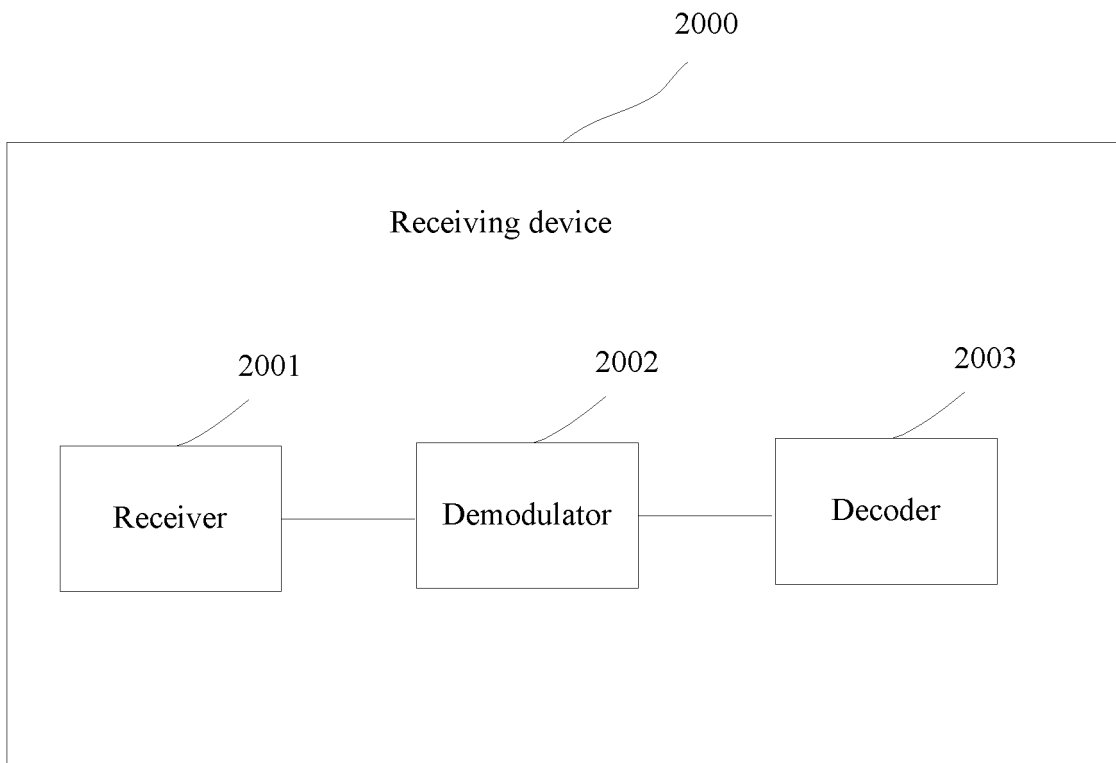 2000
Receiving device
2001
2002
2003
Receiver
Demodulator
Decoder